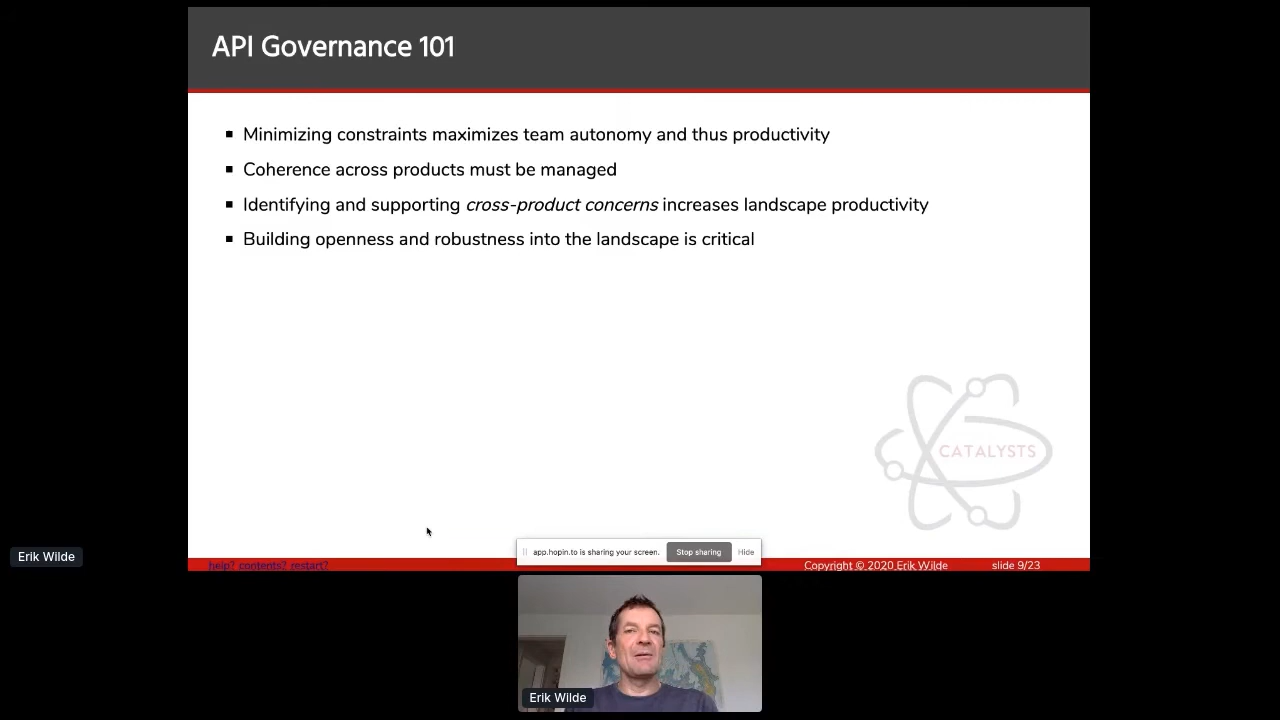 API Governance 101
Minimizing constraints maximizes team autonomy and thus productivity
Coherence across products must be managed
Identifying and supporting cross-product concerns increases landscape productivity
Building openness and robustness into the landscape is critical
CATALYSTS
app.hopin.to is sharing your screen. Stop sharing Hide
Erik Wilde
help? contents? restart? Copyright © 2020 Erik Wilde slide 9/23
Erik Wilde